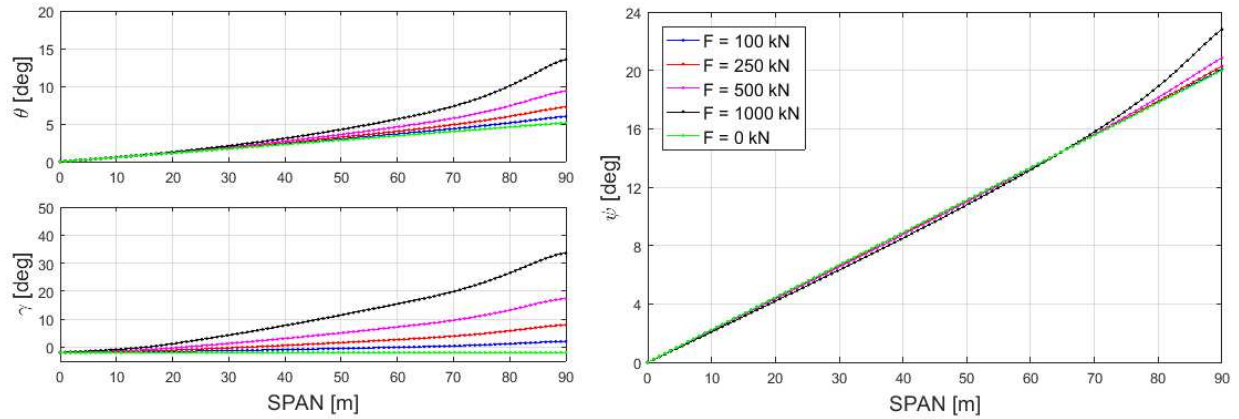 20
15
10
5
0
θ [deg]
0 10 20 30 40 50 60 70 80 90
50
40
30
20
10
0
γ [deg]
0 10 20 30 40 50 60 70 80 90
SPAN [m]
24
20
16
12
8
4
0
ψ [deg]
F = 100 kN
F = 250 kN
F = 500 kN
F = 1000 kN
F = 0 kN
0 10 20 30 40 50 60 70 80 90
SPAN [m]